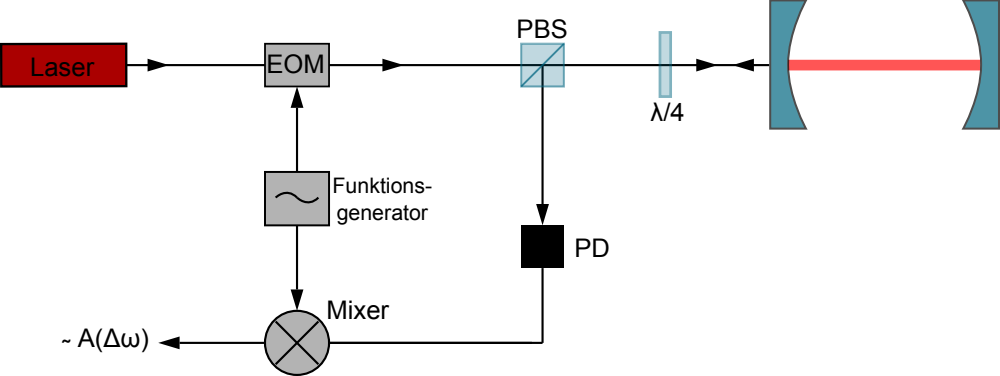 PBS
Laser
EOM
λ/4
Funktions-
generator
PD
Mixer
~ A(Δω)